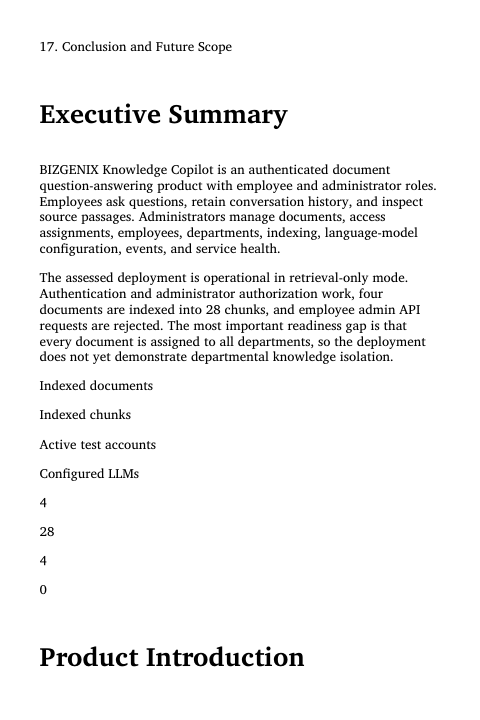 17. Conclusion and Future Scope
Executive Summary
BIZGENIX Knowledge Copilot is an authenticated document
question-answering product with employee and administrator roles.
Employees ask questions, retain conversation history, and inspect
source passages. Administrators manage documents, access
assignments, employees, departments, indexing, language-model
configuration, events, and service health.
The assessed deployment is operational in retrieval-only mode.
Authentication and administrator authorization work, four
documents are indexed into 28 chunks, and employee admin API
requests are rejected. The most important readiness gap is that
every document is assigned to all departments, so the deployment
does not yet demonstrate departmental knowledge isolation.
Indexed documents
Indexed chunks
Active test accounts
Configured LLMs
4
28
4
0
Product Introduction